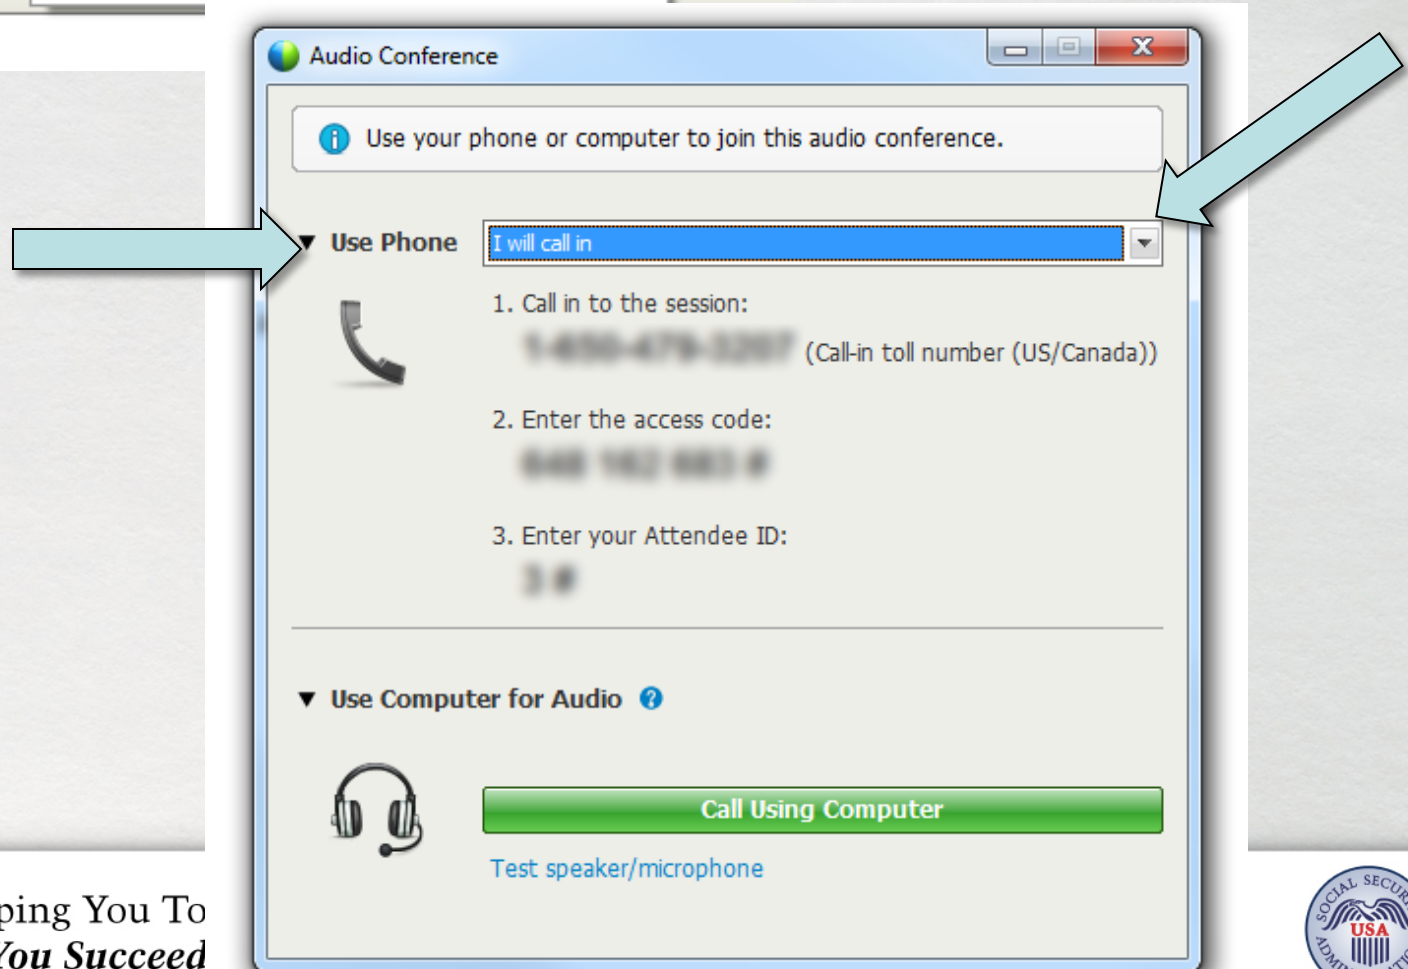 Audio Conference
Use your phone or computer to join this audio conference.
Use Phone
I will call in
1. Call in to the session:
(Call-in toll number (US/Canada))
2. Enter the access code:
3. Enter your Attendee ID:
Use Computer for Audio ?
Call Using Computer
Test speaker/microphone
ping You To
You Succeed
SOCIAL SECUR
USA